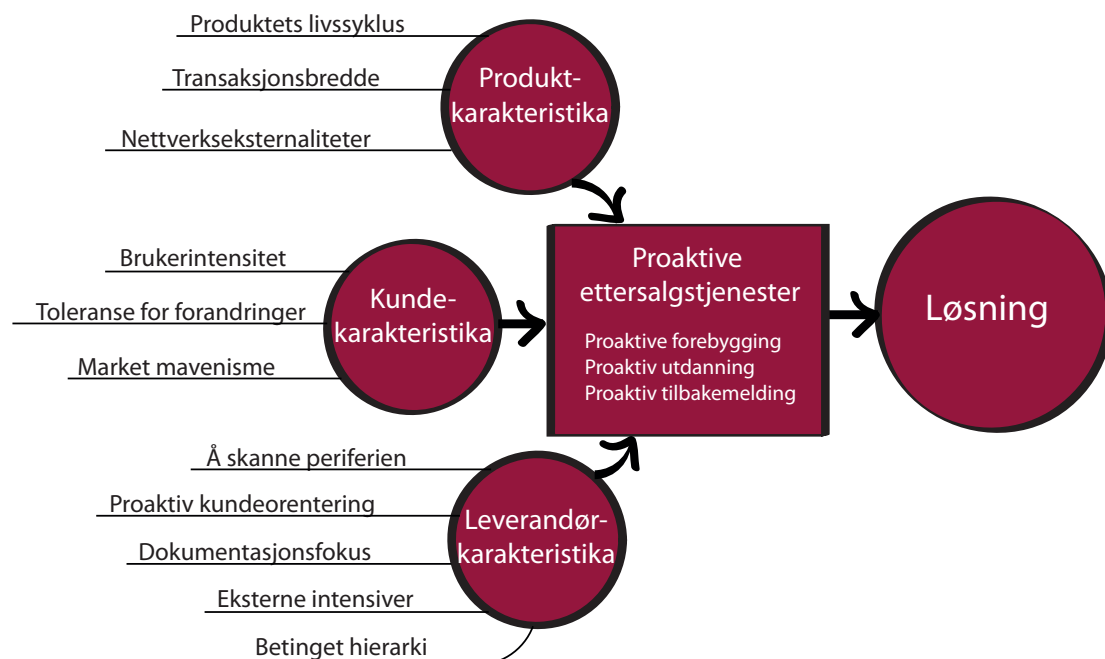 Produktets livssyklus
Transaksjonsbredde
Nettverkseksternaliteter
Produkt-
karakteristika
Brukerintensitet
Toleranse for forandringer
Market mavenisme
Kunde-
karakteristika
Å skanne periferien
Proaktiv kundeorentering
Dokumentasjonsfokus
Eksterne intensiver
Betinget hierarki
Leverandør-
karakteristika
Proaktive
ettersalgstjenester
Proaktive forebygging
Proaktiv utdanning
Proaktiv tilbakemelding
Løsning